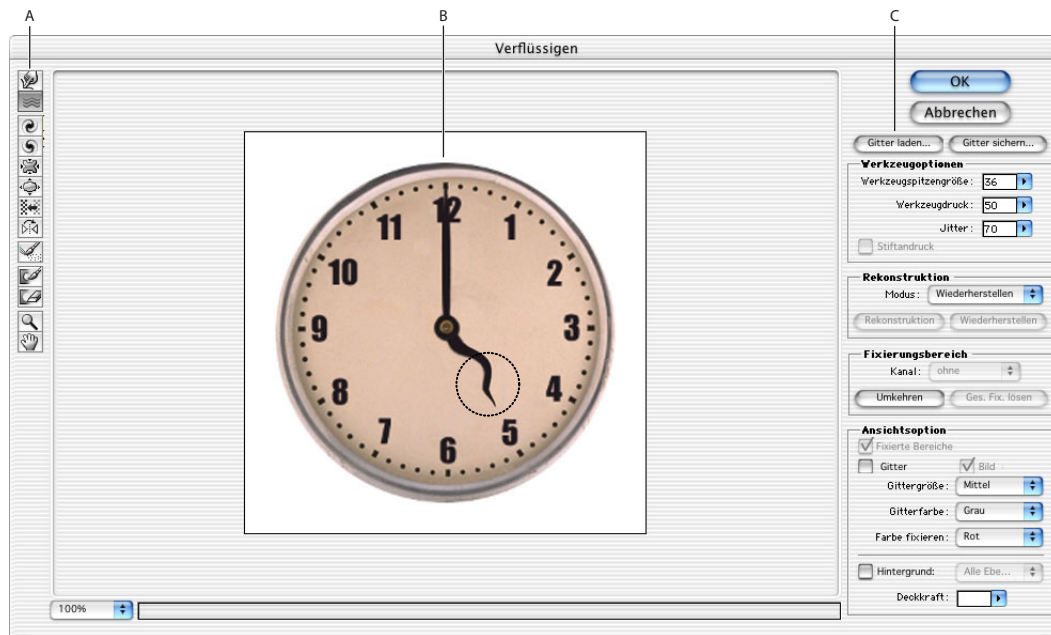 A B C
Verflüssigen
OK
Abbrechen
Gitter laden... Gitter sichern...
Werkzeugoptionen
Werkzeugspitzengröße: 36
Werkzeugdruck: 50
Jitter: 70
Stiftandruck
Rekonstruktion
Modus: Wiederherstellen
Rekonstruktion Wiederherstellen
Fixierungsbereich
Kanal: ohne
Umkehren Ges. Fix. lösen
Ansichtsoption
Fixierte Bereiche
Gitter Bild
Gittergröße: Mittel
Gitterfarbe: Grau
Farbe fixieren: Rot
Hintergrund: Alle Ebe...
Deckkraft:
12
11 1
10 2
9 3
8 4
7 5
6
100%